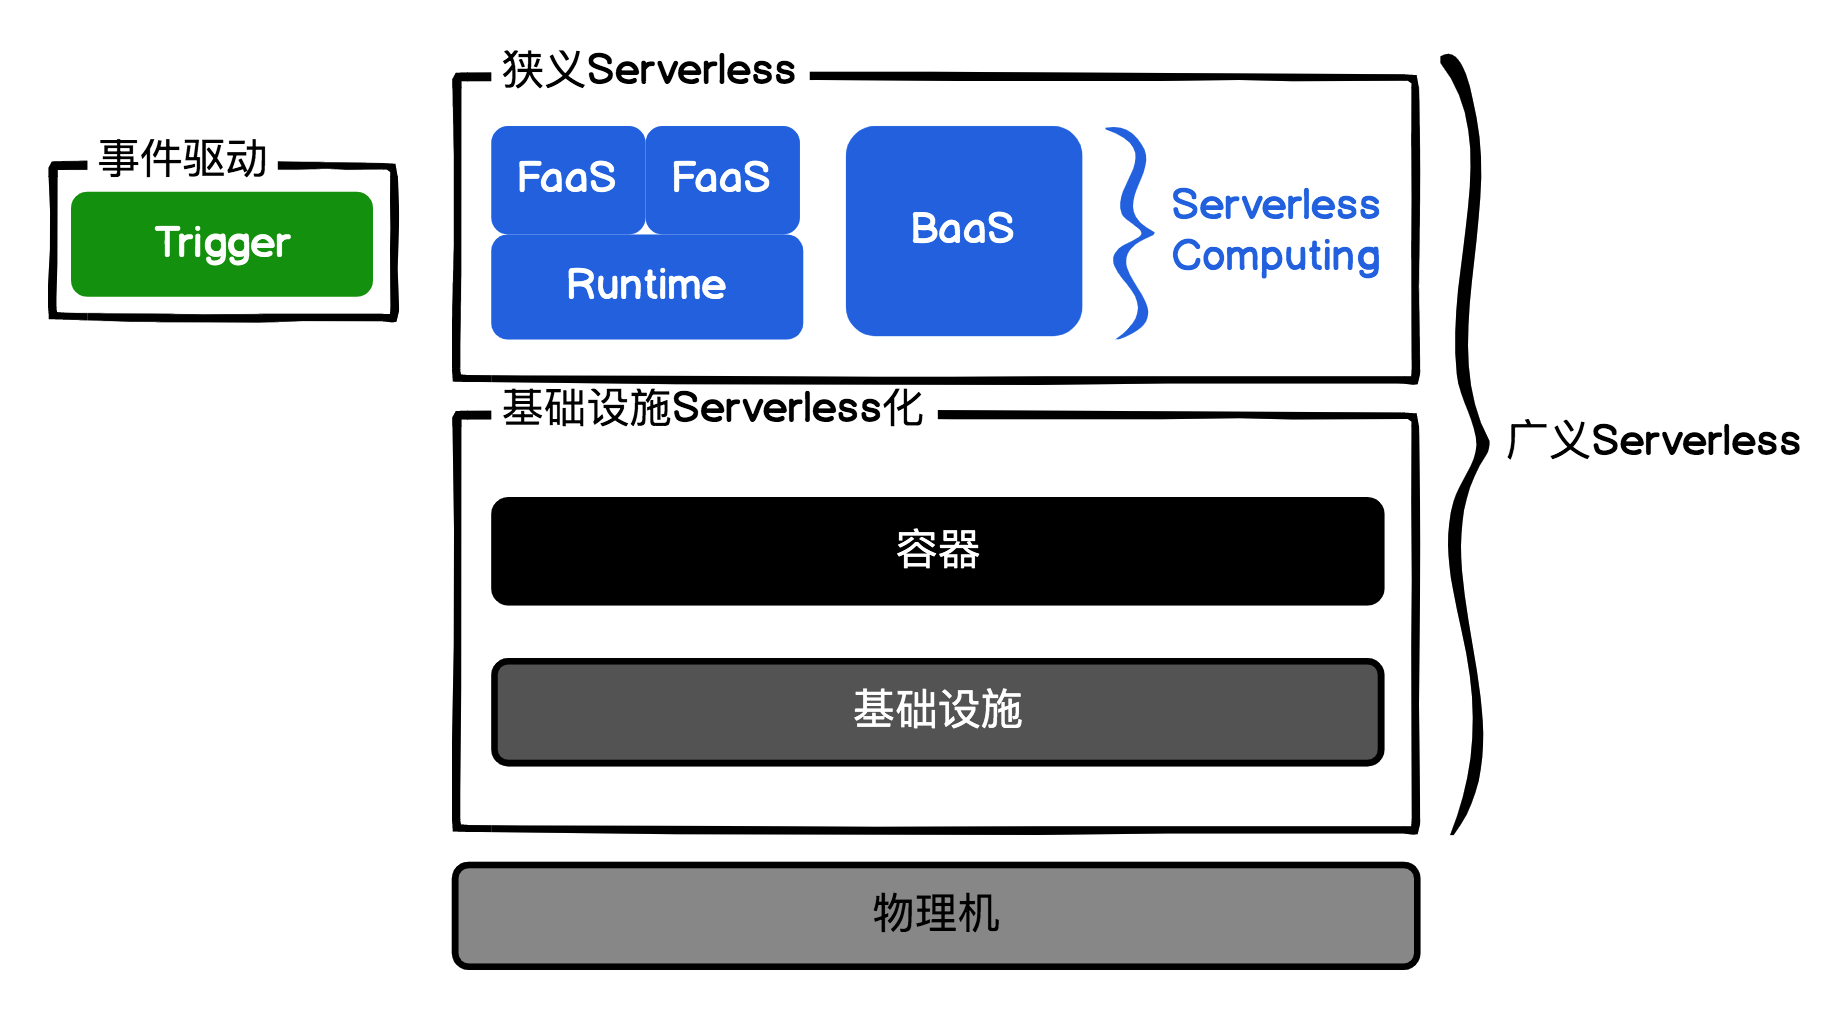 狭义Serverless
事件驱动
Trigger
FaaS
FaaS
Runtime
BaaS
Serverless
Computing
基础设施Serverless化
容器
基础设施
广义Serverless
物理机